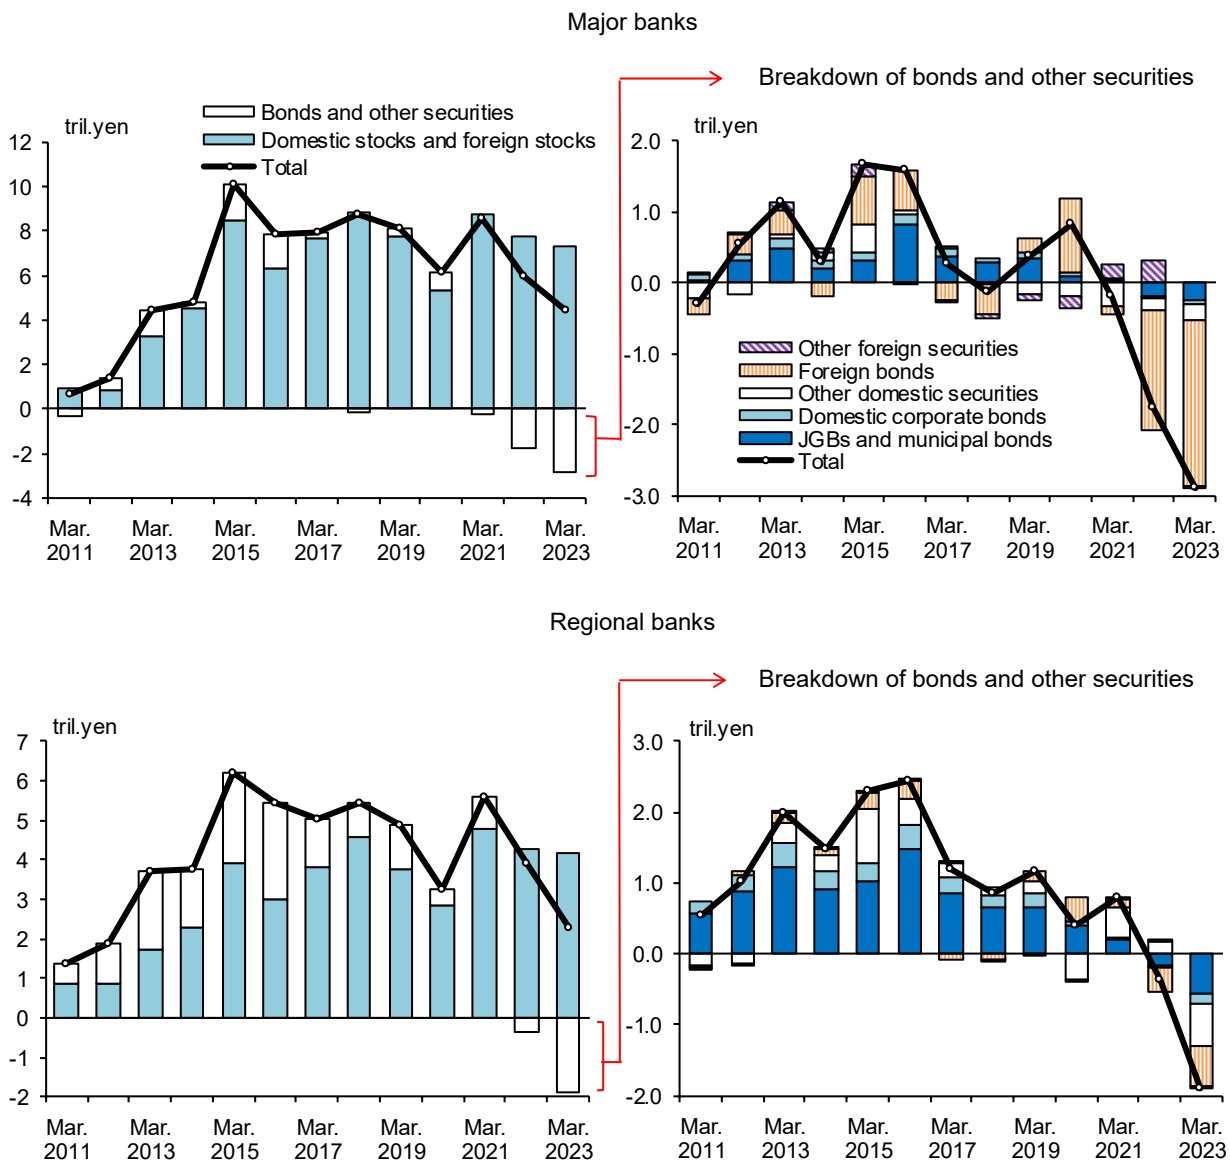 Major banks
Breakdown of bonds and other securities
tril.yen
Bonds and other securities
Domestic stocks and foreign stocks
Total
12
10
8
6
4
2
0
-2
-4
Mar. 2011
Mar. 2013
Mar. 2015
Mar. 2017
Mar. 2019
Mar. 2021
Mar. 2023
tril.yen
2.0
1.0
0.0
-1.0
-2.0
-3.0
Other foreign securities
Foreign bonds
Other domestic securities
Domestic corporate bonds
JGBs and municipal bonds
Total
Mar. 2011
Mar. 2013
Mar. 2015
Mar. 2017
Mar. 2019
Mar. 2021
Mar. 2023
Regional banks
Breakdown of bonds and other securities
tril.yen
7
6
5
4
3
2
1
0
-1
-2
Mar. 2011
Mar. 2013
Mar. 2015
Mar. 2017
Mar. 2019
Mar. 2021
Mar. 2023
tril.yen
3.0
2.0
1.0
0.0
-1.0
-2.0
Mar. 2011
Mar. 2013
Mar. 2015
Mar. 2017
Mar. 2019
Mar. 2021
Mar. 2023